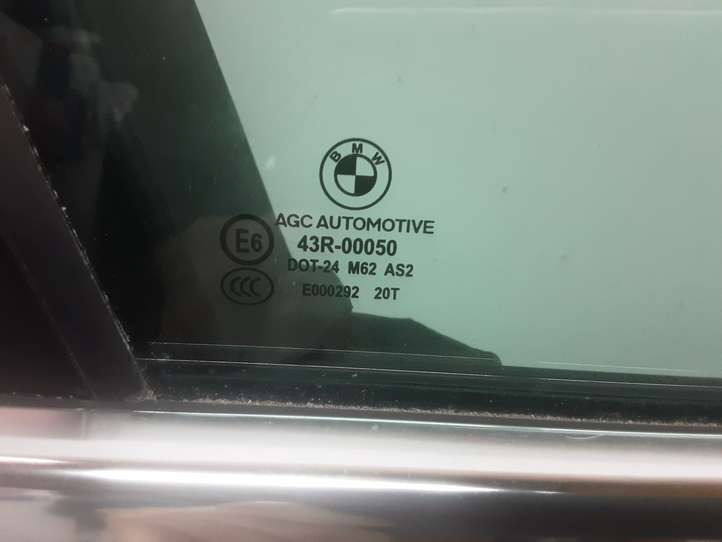 BMW
AGC AUTOMOTIVE
E6 43R-00050
DOT-24 M62 AS2
CCC E000292 20T